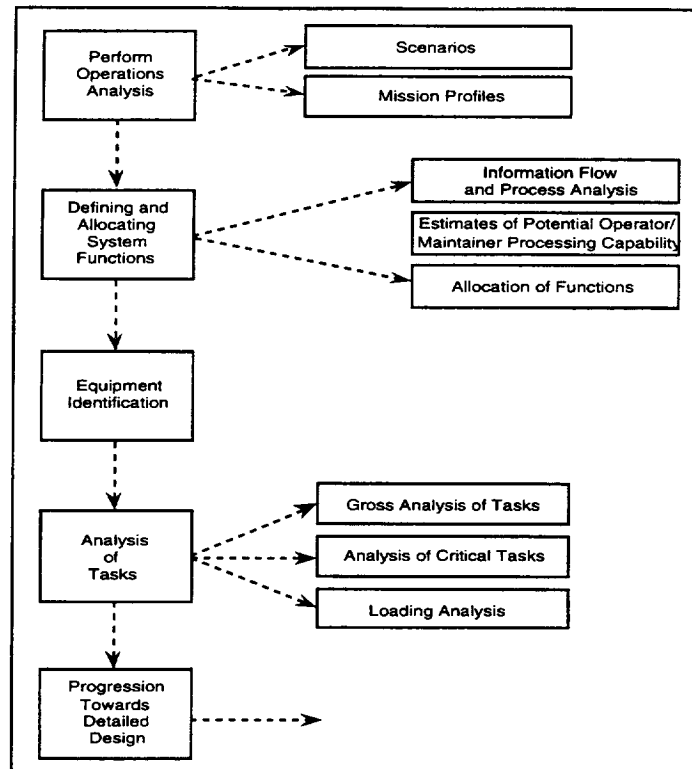 Perform
Operations
Analysis
Scenarios
Mission Profiles
Defining and
Allocating
System
Functions
Information Flow
and Process Analysis
Estimates of Potential Operator/
Maintainer Processing Capability
Allocation of Functions
Equipment
Identification
Analysis
of
Tasks
Gross Analysis of Tasks
Analysis of Critical Tasks
Loading Analysis
Progression
Towards
Detailed
Design